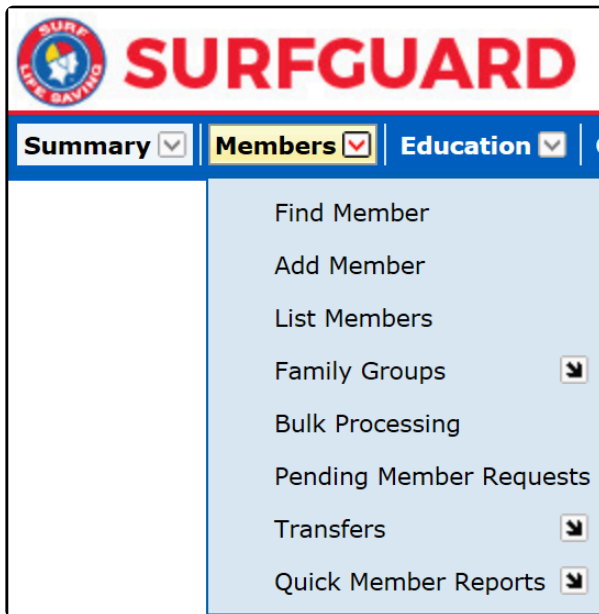 SURF
LIFE SAVING
SURFGUARD
Summary Members Education
Find Member
Add Member
List Members
Family Groups
Bulk Processing
Pending Member Requests
Transfers
Quick Member Reports